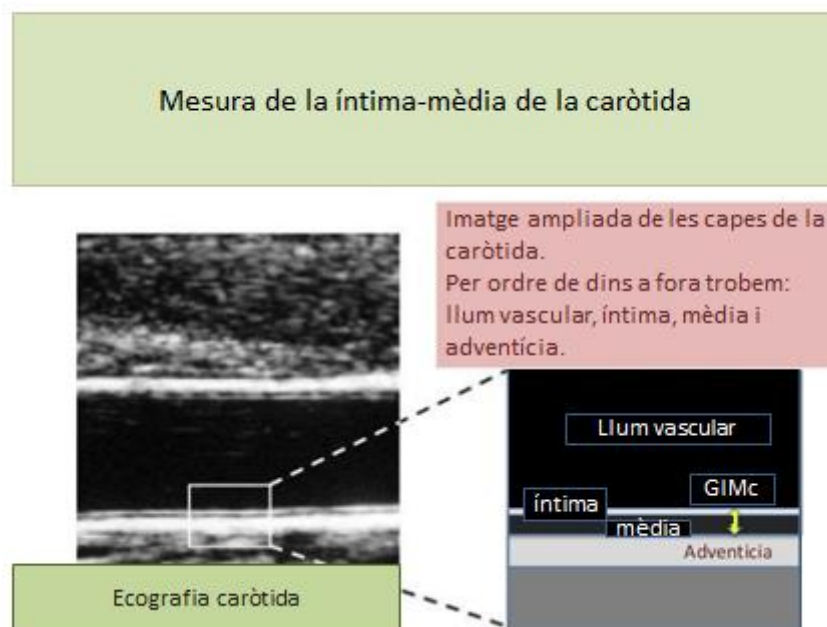 Mesura de la íntima-mèdia de la caròtida
Imatge ampliada de les capes de la
caròtida.
Per ordre de dins a fora trobem:
llum vascular, íntima, mèdia i
adventícia.
Llum vascular
GIMc
íntima
mèdia
Adventicia
Ecografia caròtida